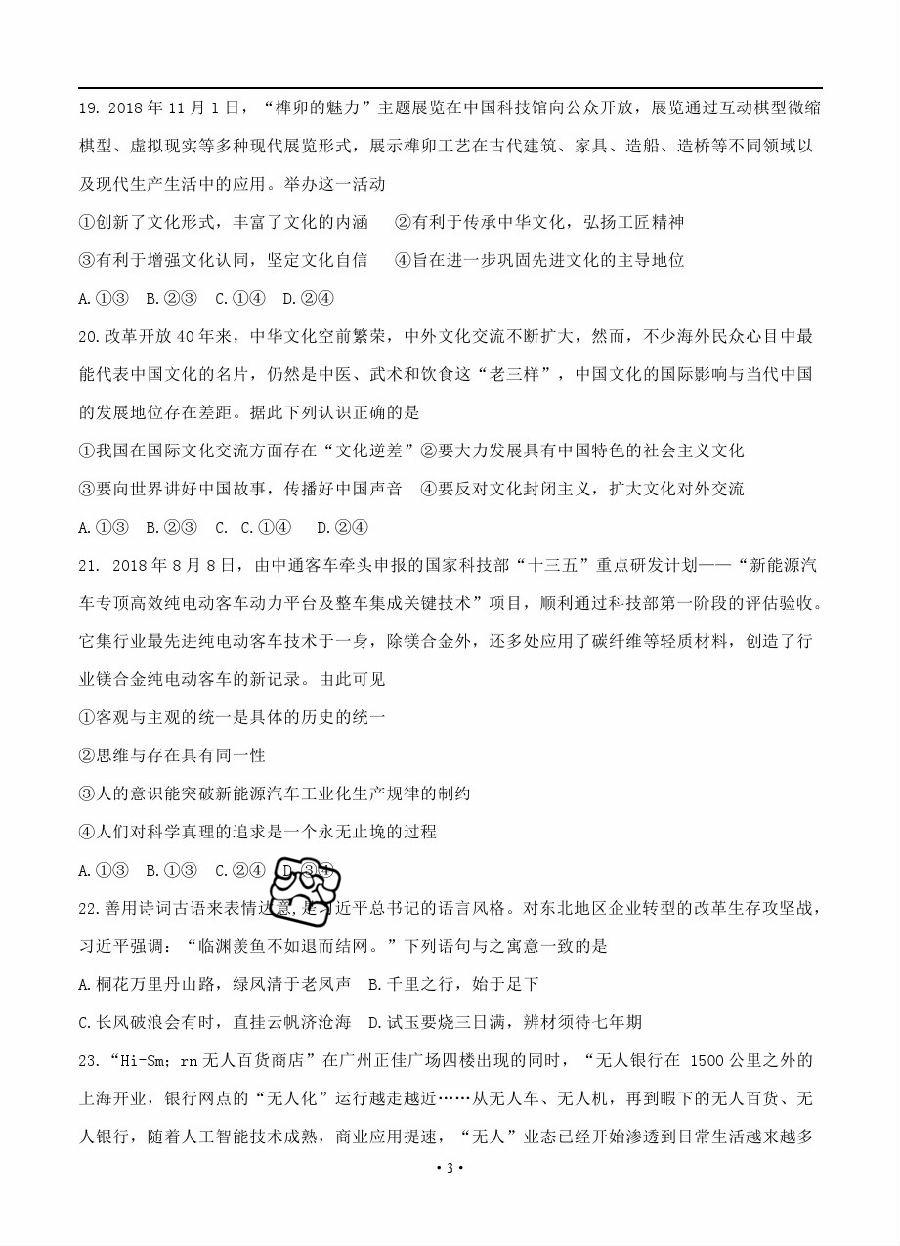 19. 2018 年 11 月 1 日，“榫卯的魅力”主题展览在中国科技馆向公众开放，展览通过互动棋型微缩
棋型、虚拟现实等多种现代展览形式，展示榫卯工艺在古代建筑、家具、造船、造桥等不同领域以
及现代生产生活中的应用。举办这一活动
①创新了文化形式，丰富了文化的内涵 ②有利于传承中华文化，弘扬工匠精神
③有利于增强文化认同，坚定文化自信 ④旨在进一步巩固先进文化的主导地位
A.①③ B.②③ C.①④ D.②④
20.改革开放 40 年来，中华文化空前繁荣，中外文化交流不断扩大，然而，不少海外民众心目中最
能代表中国文化的名片，仍然是中医、武术和饮食这“老三样”，中国文化的国际影响与当代中国
的发展地位存在差距。据此下列认识正确的是
①我国在国际文化交流方面存在“文化逆差”②要大力发展具有中国特色的社会主义文化
③要向世界讲好中国故事，传播好中国声音 ④要反对文化封闭主义，扩大文化对外交流
A.①③ B.②③ C. C.①④ D.②④
21. 2018 年 8 月 8 日，由中通客车牵头申报的国家科技部“十三五”重点研发计划——“新能源汽
车专顶高效纯电动客车动力平台及整车集成关键技术”项目，顺利通过科技部第一阶段的评估验收。
它集行业最先进纯电动客车技术于一身，除镁合金外，还多处应用了碳纤维等轻质材料，创造了行
业镁合金纯电动客车的新记录。由此可见
①客观与主观的统一是具体的历史的统一
②思维与存在具有同一性
③人的意识能突破新能源汽车工业化生产规律的制约
④人们对科学真理的追求是一个永无止境的过程
A.①③ B.①③ C.②④ D.③④
22.善用诗词古语来表情达意,是习近平总书记的语言风格。对东北地区企业转型的改革生存攻坚战，
习近平强调：“临渊羡鱼不如退而结网。”下列语句与之寓意一致的是
A.桐花万里丹山路，绿凤清于老凤声 B.千里之行，始于足下
C.长风破浪会有时，直挂云帆济沧海 D.试玉要烧三日满，辨材须待七年期
23.“Hi-Sm；rn 无人百货商店”在广州正佳广场四楼出现的同时，“无人银行在 1500 公里之外的
上海开业，银行网点的“无人化”运行越走越近……从无人车、无人机，再到暇下的无人百货、无
人银行，随着人工智能技术成熟，商业应用提速，“无人”业态已经开始渗透到日常生活越来越多
·3·